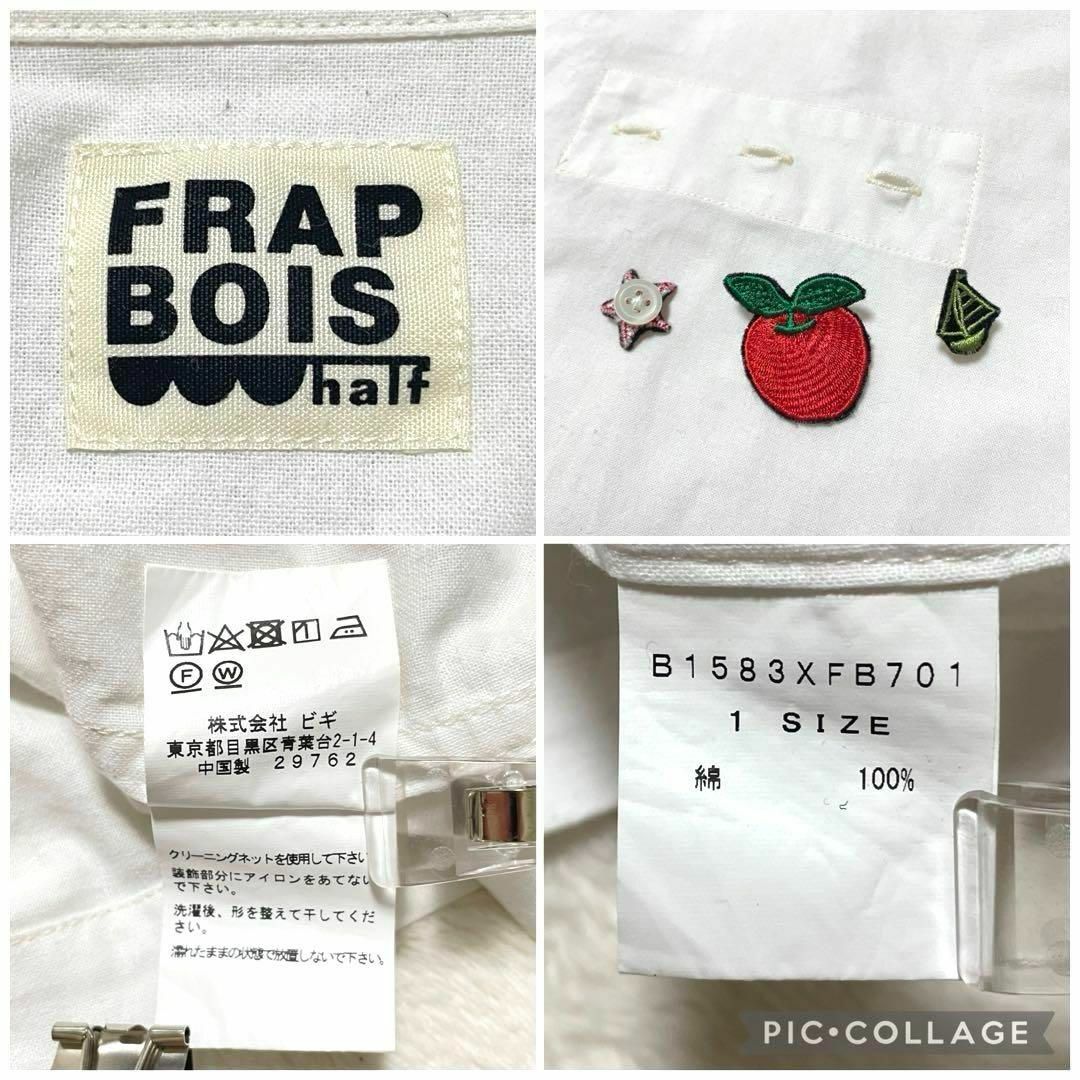 FRAP
BOIS
half
1
F W
株式会社 ビギ
東京都目黒区青葉台2-1-4
中国製 29762
クリーニングネットを使用して下さい
装飾部分にアイロンをあてない
で下さい。
洗濯後、形を整えて干してくだ
さい。
濡れたままの状態で放置しないで下さい。
B1583XFB701
1 SIZE
綿 100%
PIC•COLLAGE